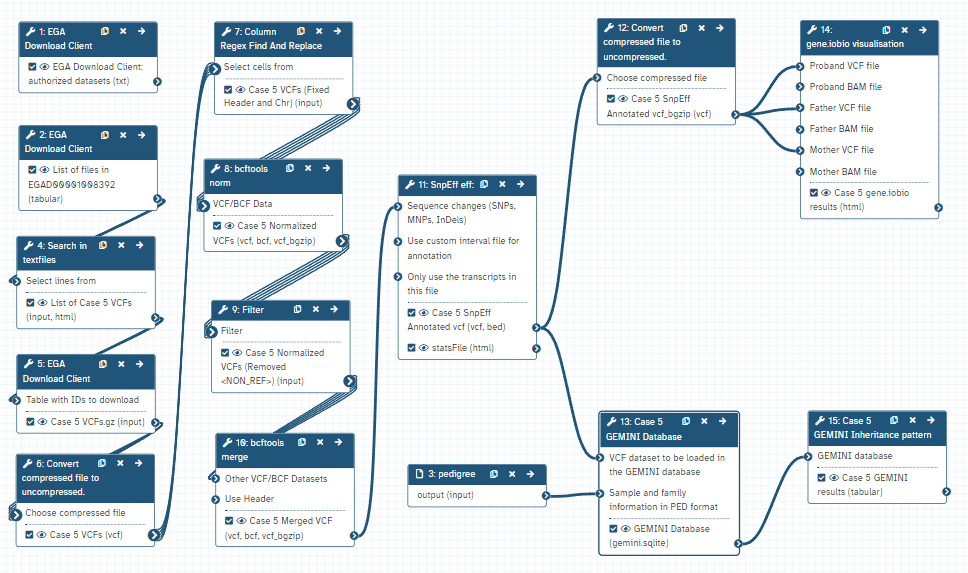 1: EGA
Download Client
EGA Download Client:
authorized datasets (txt)
2: EGA
Download Client
List of files in
EGAD00001008392
(tabular)
4: Search in
textfiles
Select lines from
List of Case 5 VCFs
(input, html)
5: EGA
Download Client
Table with IDs to download
Case 5 VCFs.gz (input)
6: Convert
compressed file to
uncompressed.
Choose compressed file
Case 5 VCFs (vcf)
7: Column
Regex Find And Replace
Select cells from
Case 5 VCFs (Fixed
Header and Chr) (input)
8: bcftools
norm
VCF/BCF Data
Case 5 Normalized
VCFs (vcf, bcf, vcf_bgzip)
9: Filter
Filter
Case 5 Normalized
VCFs (Removed
<NON_REF>) (input)
10: bcftools
merge
Other VCF/BCF Datasets
Use Header
Case 5 Merged VCF
(vcf, bcf, vcf_bgzip)
11: SnpEff eff:
Sequence changes (SNPs,
MNPs, InDels)
Use custom interval file for
annotation
Only use the transcripts in
this file
Case 5 SnpEff
Annotated vcf (vcf, bed)
statsFile (html)
3: pedigree
output (input)
12: Convert
compressed file to
uncompressed.
Choose compressed file
Case 5 SnpEff
Annotated vcf_bgzip (vcf)
13: Case 5
GEMINI Database
VCF dataset to be loaded in
the GEMINI database
Sample and family
information in PED format
GEMINI Database
(gemini.sqlite)
14:
gene.iobio visualisation
Proband VCF file
Proband BAM file
Father VCF file
Father BAM file
Mother VCF file
Mother BAM file
Case 5 gene.iobio
results (html)
15: Case 5
GEMINI Inheritance pattern
GEMINI database
Case 5 GEMINI
results (tabular)